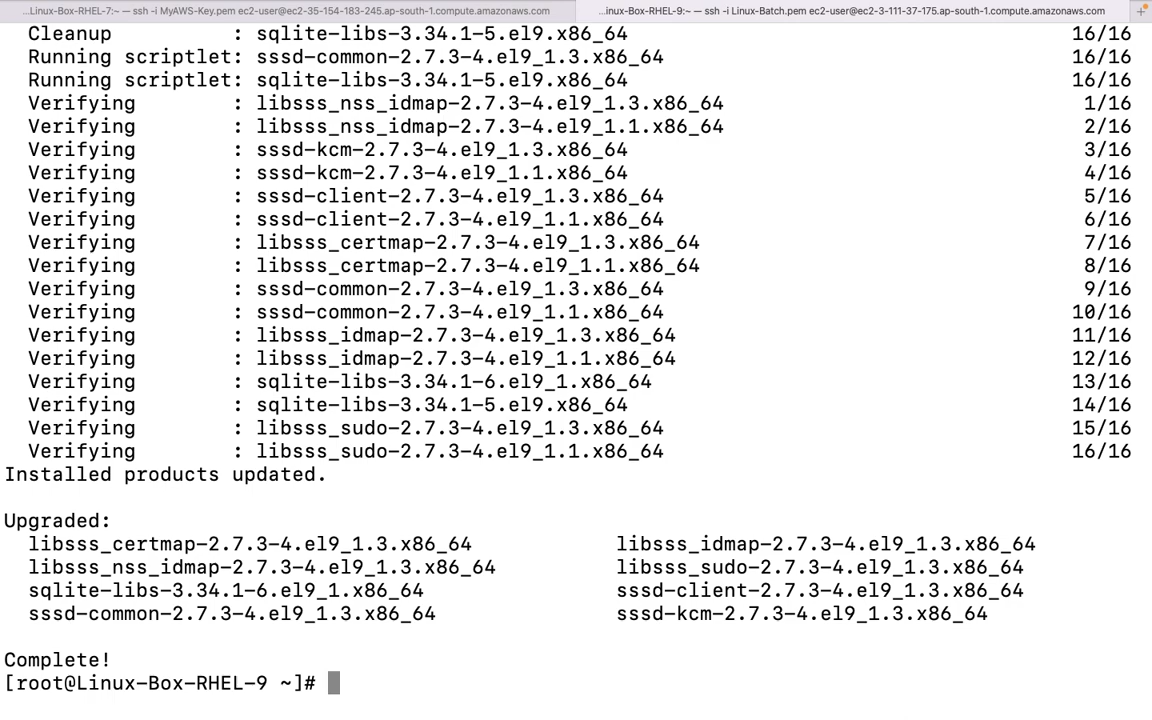 ...Linux-Box-RHEL-7:~ — ssh -i MyAWS-Key.pem ec2-user@ec2-35-154-183-245.ap-south-1.compute.amazonaws.com
...inux-Box-RHEL-9:~ — ssh -i Linux-Batch.pem ec2-user@ec2-3-111-37-175.ap-south-1.compute.amazonaws.com +
Cleanup : sqlite-libs-3.34.1-5.el9.x86_64 16/16
Running scriptlet: sssd-common-2.7.3-4.el9_1.3.x86_64 16/16
Running scriptlet: sqlite-libs-3.34.1-5.el9.x86_64 16/16
Verifying : libsss_nss_idmap-2.7.3-4.el9_1.3.x86_64 1/16
Verifying : libsss_nss_idmap-2.7.3-4.el9_1.1.x86_64 2/16
Verifying : sssd-kcm-2.7.3-4.el9_1.3.x86_64 3/16
Verifying : sssd-kcm-2.7.3-4.el9_1.1.x86_64 4/16
Verifying : sssd-client-2.7.3-4.el9_1.3.x86_64 5/16
Verifying : sssd-client-2.7.3-4.el9_1.1.x86_64 6/16
Verifying : libsss_certmap-2.7.3-4.el9_1.3.x86_64 7/16
Verifying : libsss_certmap-2.7.3-4.el9_1.1.x86_64 8/16
Verifying : sssd-common-2.7.3-4.el9_1.3.x86_64 9/16
Verifying : sssd-common-2.7.3-4.el9_1.1.x86_64 10/16
Verifying : libsss_idmap-2.7.3-4.el9_1.3.x86_64 11/16
Verifying : libsss_idmap-2.7.3-4.el9_1.1.x86_64 12/16
Verifying : sqlite-libs-3.34.1-6.el9_1.x86_64 13/16
Verifying : sqlite-libs-3.34.1-5.el9.x86_64 14/16
Verifying : libsss_sudo-2.7.3-4.el9_1.3.x86_64 15/16
Verifying : libsss_sudo-2.7.3-4.el9_1.1.x86_64 16/16
Installed products updated.
Upgraded:
libsss_certmap-2.7.3-4.el9_1.3.x86_64 libsss_idmap-2.7.3-4.el9_1.3.x86_64
libsss_nss_idmap-2.7.3-4.el9_1.3.x86_64 libsss_sudo-2.7.3-4.el9_1.3.x86_64
sqlite-libs-3.34.1-6.el9_1.x86_64 sssd-client-2.7.3-4.el9_1.3.x86_64
sssd-common-2.7.3-4.el9_1.3.x86_64 sssd-kcm-2.7.3-4.el9_1.3.x86_64
Complete!
[root@Linux-Box-RHEL-9 ~]#